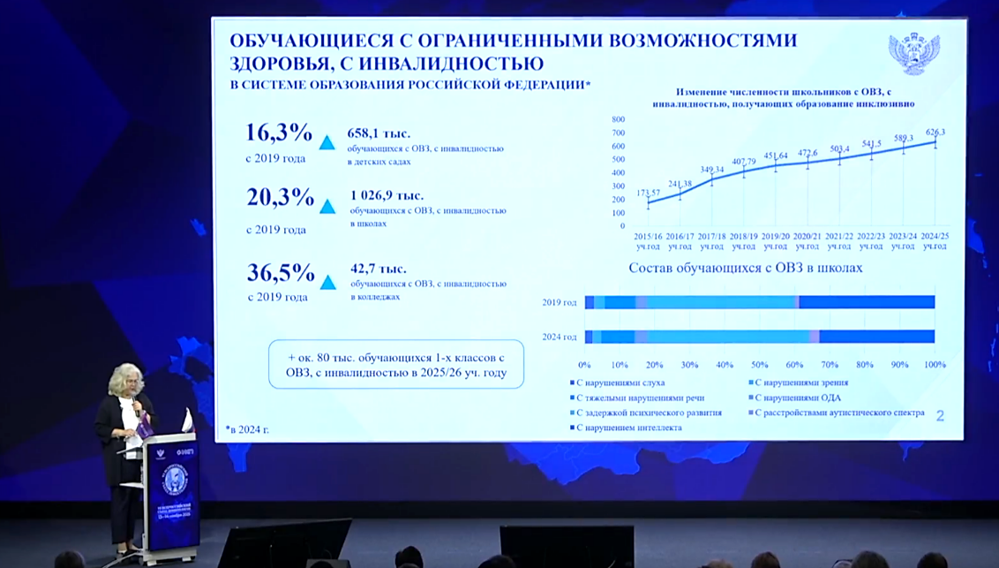 ОБУЧАЮЩИЕСЯ С ОГРАНИЧЕННЫМИ ВОЗМОЖНОСТЯМИ
ЗДОРОВЬЯ, С ИНВАЛИДНОСТЬЮ
В СИСТЕМЕ ОБРАЗОВАНИЯ РОССИЙСКОЙ ФЕДЕРАЦИИ*
16,3%
с 2019 года
658,1 тыс.
обучающихся с ОВЗ, с инвалидностью
в детских садах
20,3%
с 2019 года
1 026,9 тыс.
обучающихся с ОВЗ, с инвалидностью
в школах
36,5%
с 2019 года
42,7 тыс.
обучающихся с ОВЗ, с инвалидностью
в колледжах
+ ок. 80 тыс. обучающихся 1-х классов с
ОВЗ, с инвалидностью в 2025/26 уч. году
*в 2024 г.
Изменение численности школьников с ОВЗ, с
инвалидностью, получающих образование инклюзивно
800
700
600
500
400
300
200
100
0
173,57 241,38 349,34 407,79 451,64 472,6 503,4 541,5 589,3 626,3
2015/16 2016/17 2017/18 2018/19 2019/20 2020/21 2021/22 2022/23 2023/24 2024/25
уч.год уч.год уч.год уч.год уч.год уч.год уч.год уч.год уч.год уч.год
Состав обучающихся с ОВЗ в школах
2019 год
2024 год
0% 10% 20% 30% 40% 50% 60% 70% 80% 90% 100%
С нарушениями слуха С нарушениями зрения
С тяжелыми нарушениями речи С нарушениями ОДА
С задержкой психического развития С расстройствами аутистического спектра
С нарушением интеллекта
2